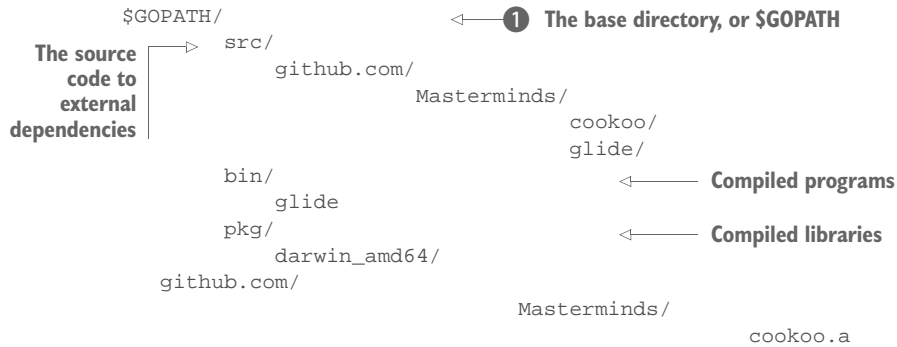 $GOPATH/
1 The base directory, or $GOPATH
The source
code to
external
dependencies
src/
github.com/
Masterminds/
cookoo/
glide/
bin/
Compiled programs
glide
pkg/
Compiled libraries
darwin_amd64/
github.com/
Masterminds/
cookoo.a